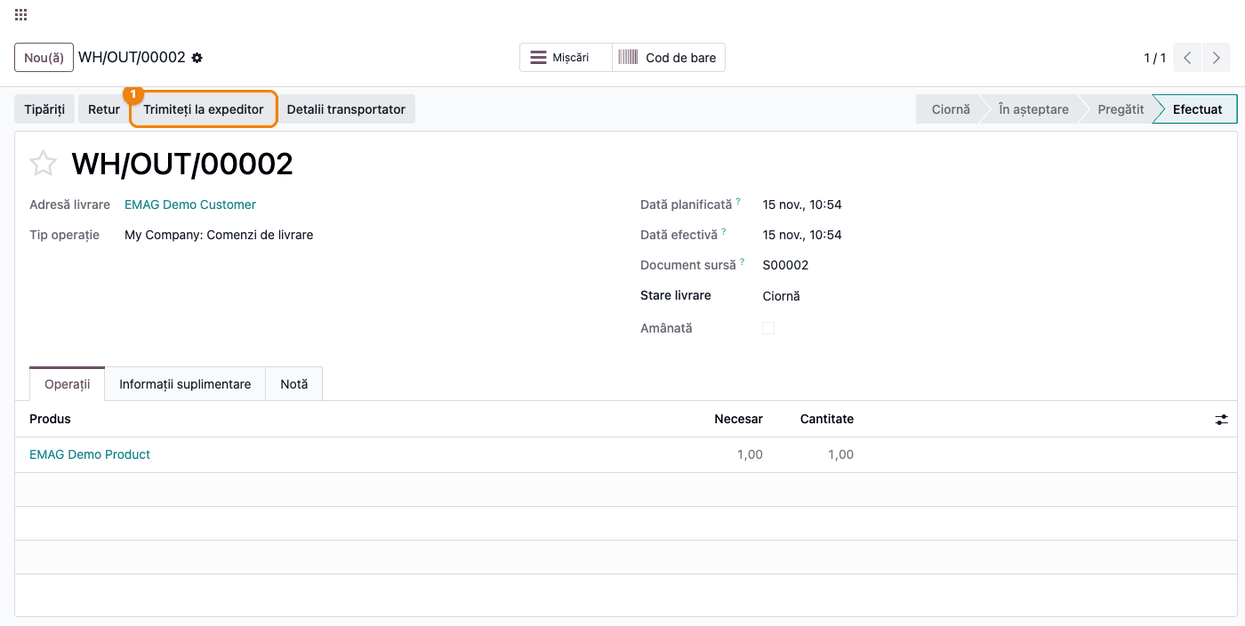 Nou(ă) WH/OUT/00002 Mișcări Cod de bare 1 / 1
1
Tipăriți Retur Trimiteți la expeditor Detalii transportator Ciornă În așteptare Pregătit Efectuat
WH/OUT/00002
Adresă livrare EMAG Demo Customer Dată planificată ? 15 nov., 10:54
Tip operație My Company: Comenzi de livrare Dată efectivă ? 15 nov., 10:54
Document sursă ? S00002
Stare livrare Ciornă
Amânată
Operații Informații suplimentare Notă
Produs Necesar Cantitate
EMAG Demo Product 1,00 1,00